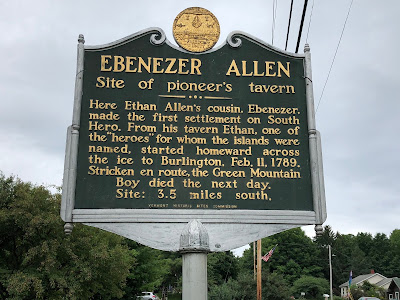 EBENEZER ALLEN
Site of pioneer's tavern
Here Ethan Allen's cousin, Ebenezer,
made the first settlement on South
Hero. From his tavern Ethan, one of
the "heroes" for whom the islands were
named, started homeward across
the ice to Burlington, Feb. 11, 1789.
Stricken en route, the Green Mountain
Boy died the next day.
Site: 3.5 miles south.
VERMONT HISTORIC SITES COMMISSION